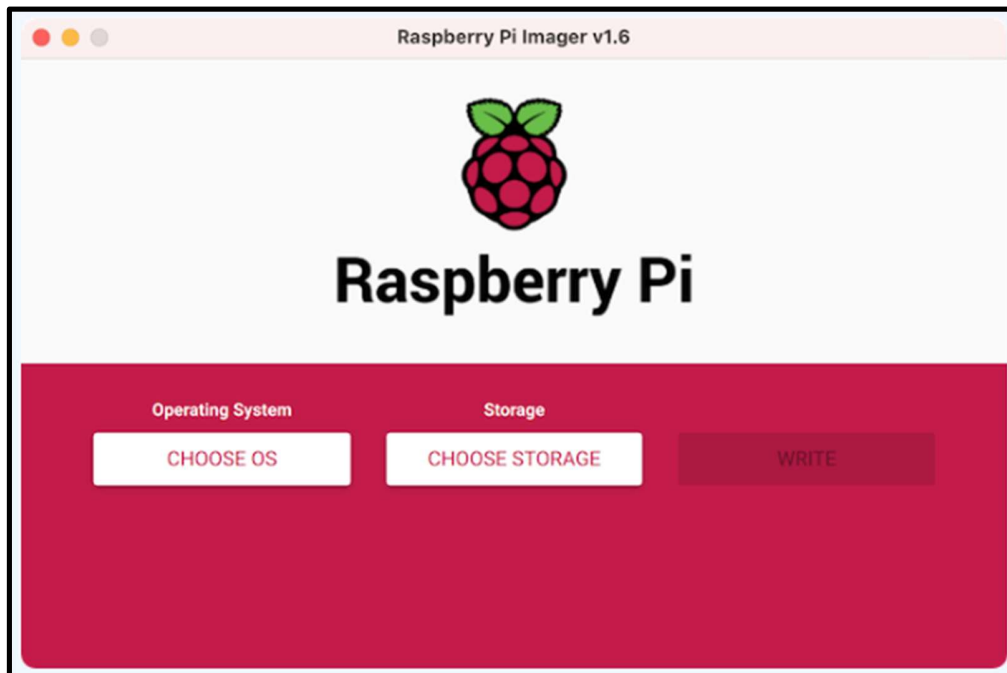 Raspberry Pi Imager v1.6
Raspberry Pi
Operating System
Storage
CHOOSE OS
CHOOSE STORAGE
WRITE